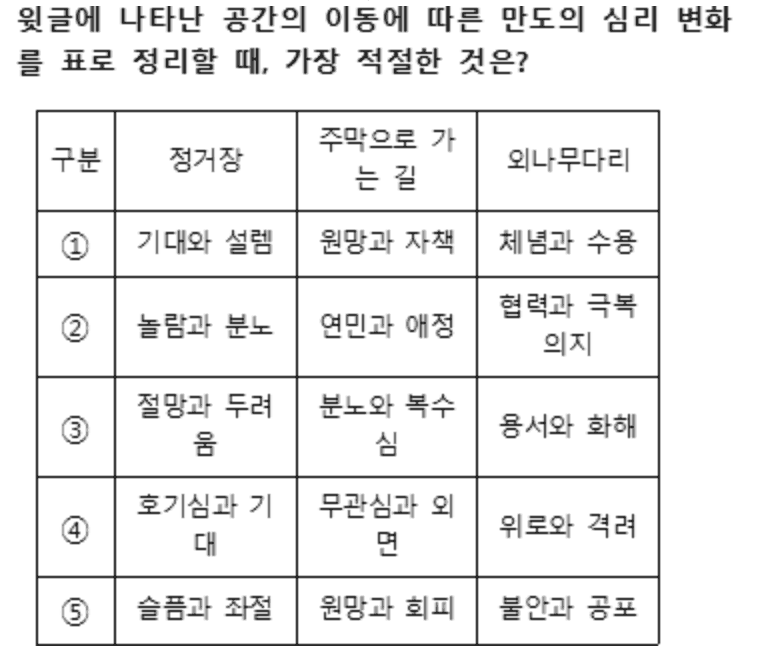 윗글에 나타난 공간의 이동에 따른 만도의 심리 변화
를 표로 정리할 때, 가장 적절한 것은?
구분 정거장 주막으로 가는 길 외나무다리
① 기대와 설렘 원망과 자책 체념과 수용
② 놀람과 분노 연민과 애정 협력과 극복 의지
③ 절망과 두려움 분노와 복수심 용서와 화해
④ 호기심과 기대 무관심과 외면 위로와 격려
⑤ 슬픔과 좌절 원망과 회피 불안과 공포